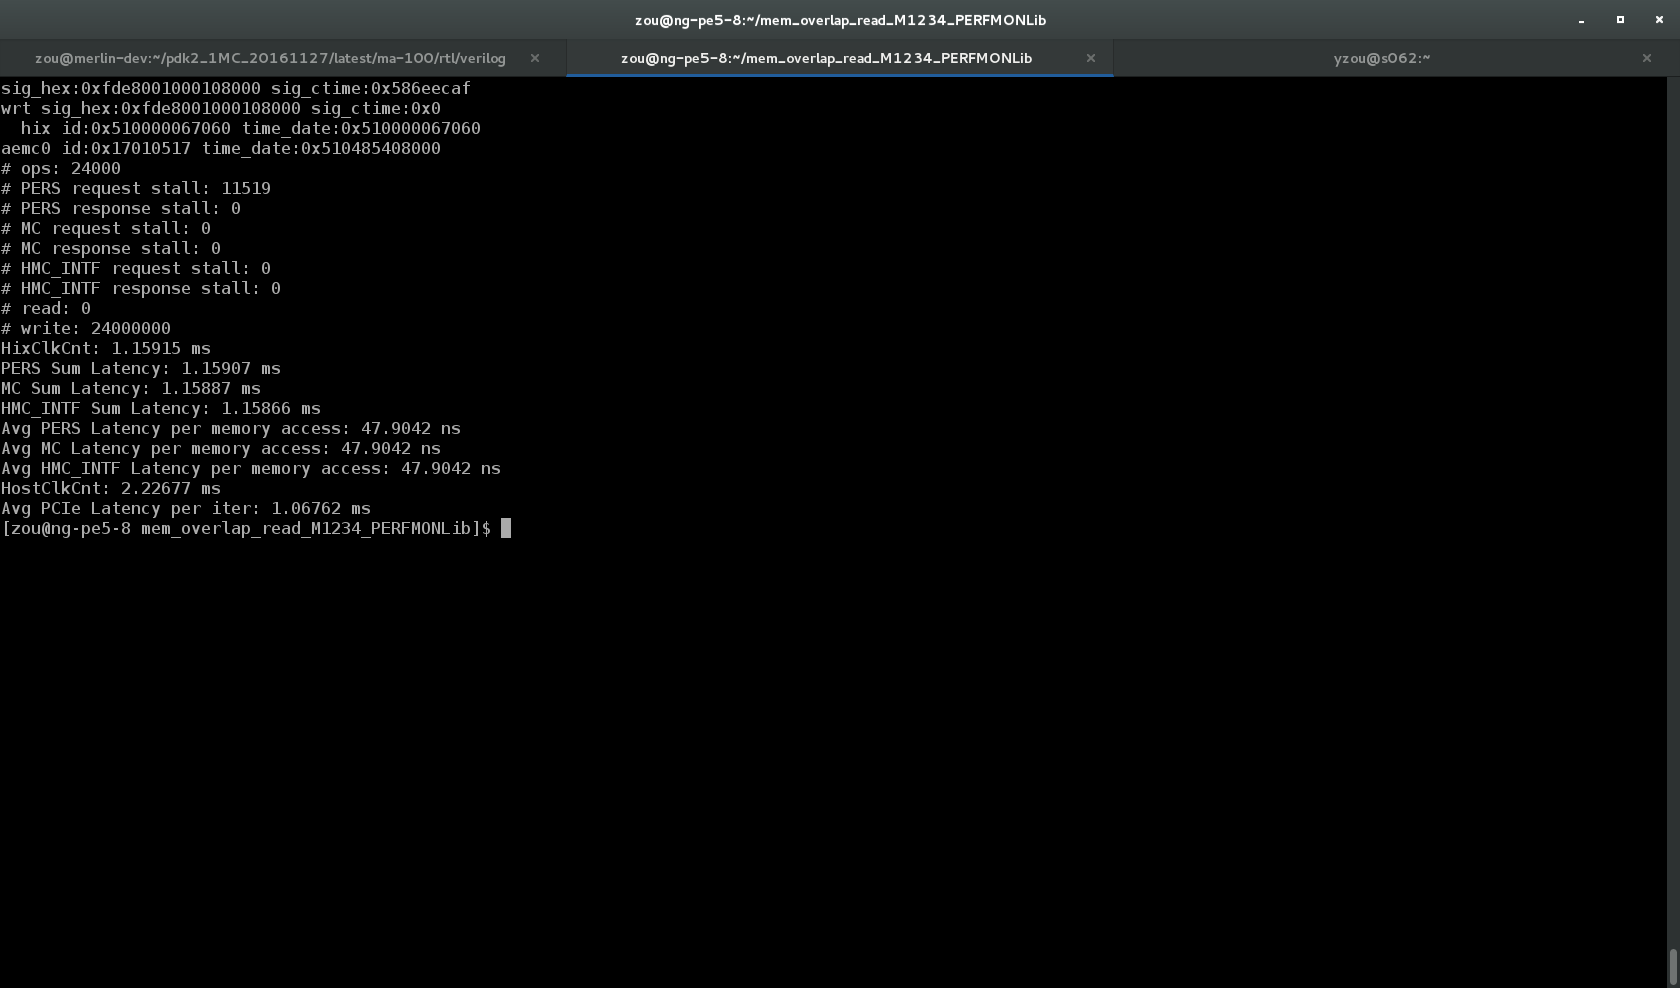 zou@ng-pe5-8:~/mem_overlap_read_M1234_PERFMONLib
zou@merlin-dev:~/pdk2_1MC_20161127/latest/ma-100/rtl/verilog
zou@ng-pe5-8:~/mem_overlap_read_M1234_PERFMONLib
yzou@s062:~
sig_hex:0xfde8001000108000 sig_ctime:0x586eecaf
wrt sig_hex:0xfde8001000108000 sig_ctime:0x0
  hix id:0x510000067060 time_date:0x510000067060
aemc0 id:0x17010517 time_date:0x510485408000
# ops: 24000
# PERS request stall: 11519
# PERS response stall: 0
# MC request stall: 0
# MC response stall: 0
# HMC_INTF request stall: 0
# HMC_INTF response stall: 0
# read: 0
# write: 24000000
HixClkCnt: 1.15915 ms
PERS Sum Latency: 1.15907 ms
MC Sum Latency: 1.15887 ms
HMC_INTF Sum Latency: 1.15866 ms
Avg PERS Latency per memory access: 47.9042 ns
Avg MC Latency per memory access: 47.9042 ns
Avg HMC_INTF Latency per memory access: 47.9042 ns
HostClkCnt: 2.22677 ms
Avg PCIe Latency per iter: 1.06762 ms
[zou@ng-pe5-8 mem_overlap_read_M1234_PERFMONLib]$